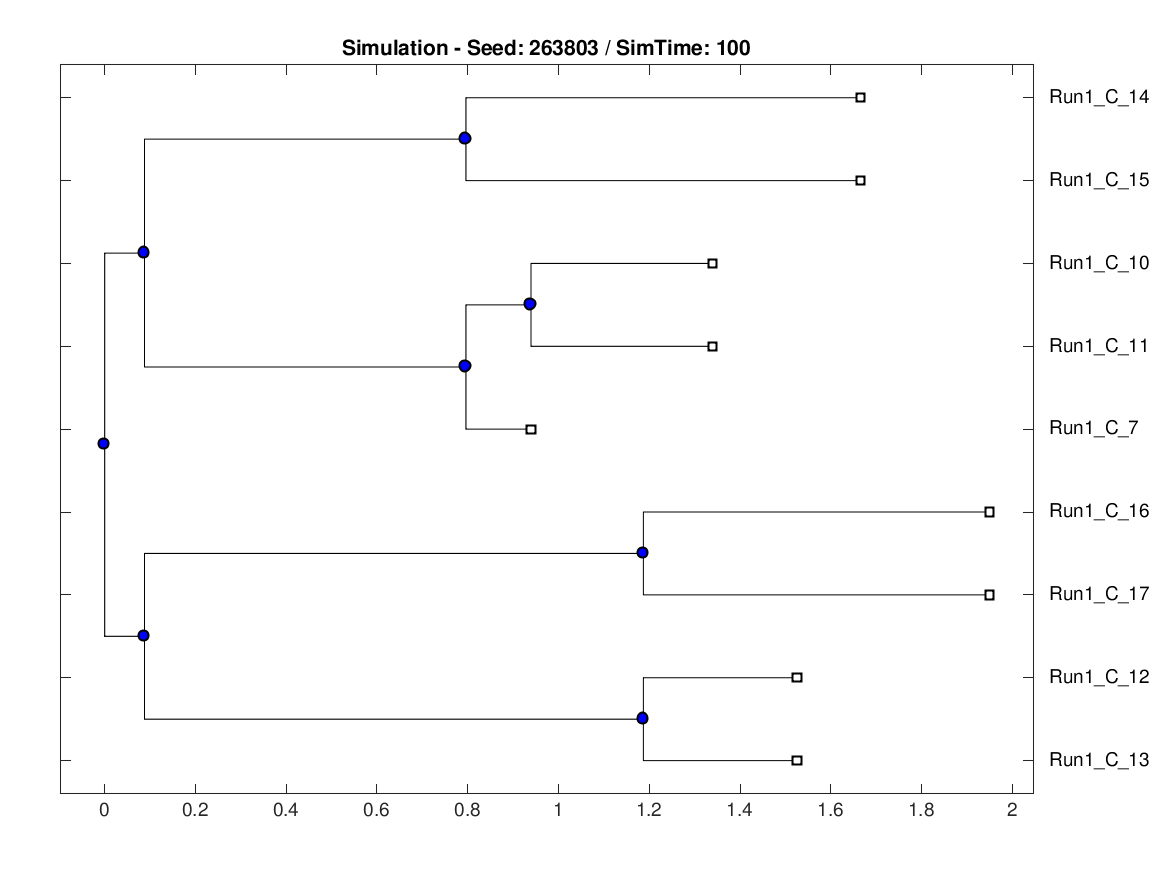 Simulation - Seed: 263803 / SimTime: 100
Run1_C_14
Run1_C_15
Run1_C_10
Run1_C_11
Run1_C_7
Run1_C_16
Run1_C_17
Run1_C_12
Run1_C_13
0 0.2 0.4 0.6 0.8 1 1.2 1.4 1.6 1.8 2